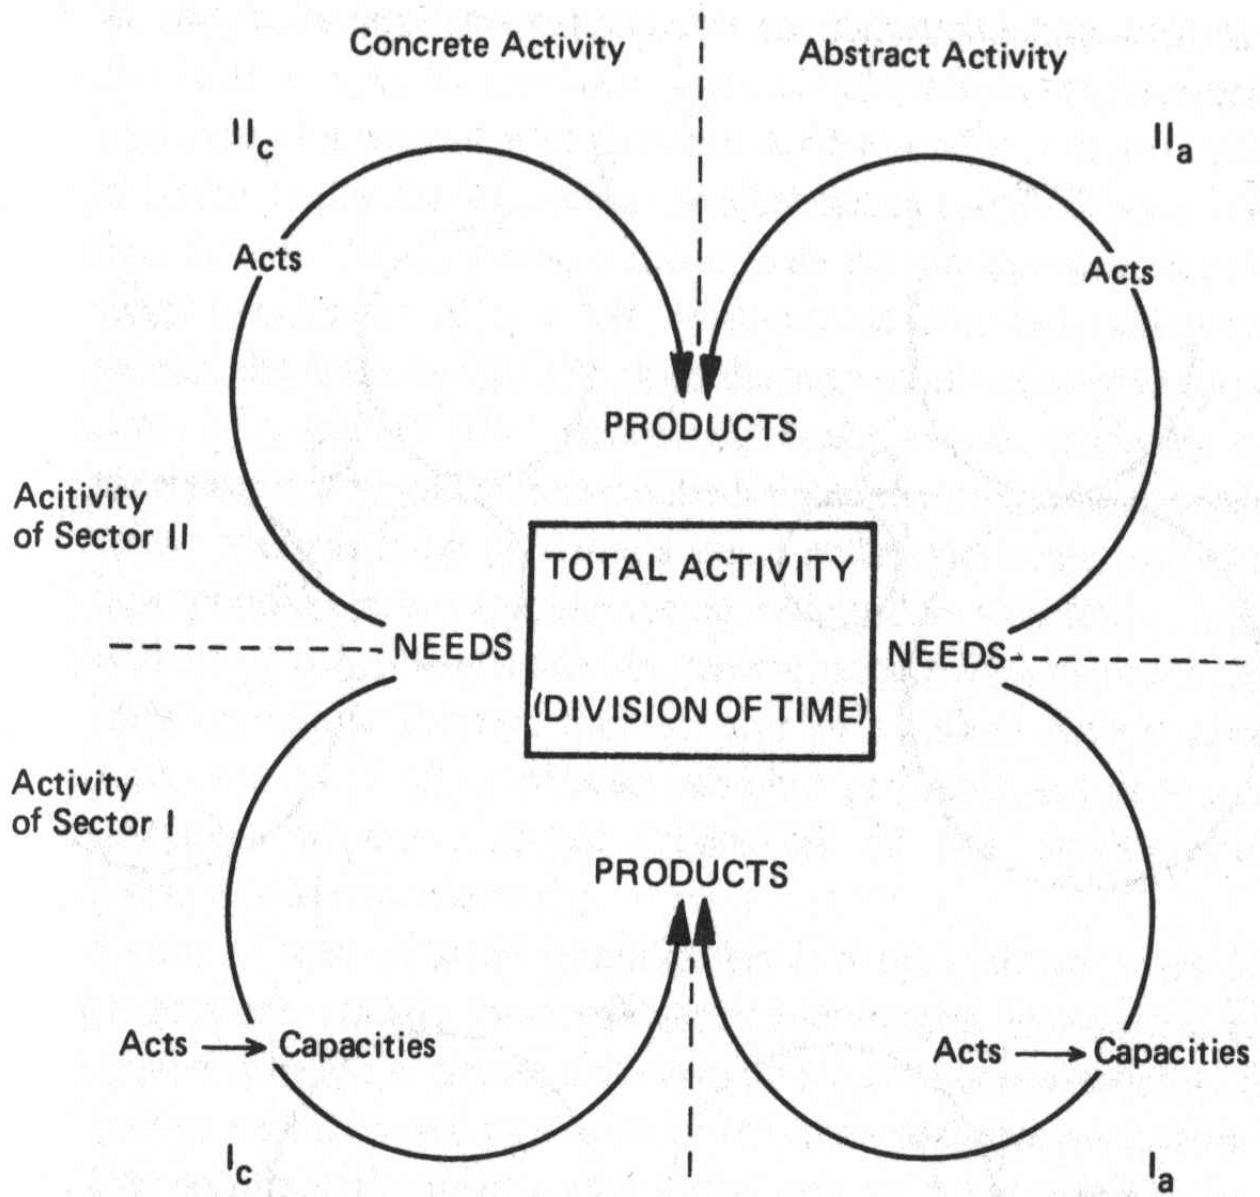 Concrete Activity
Abstract Activity
IIc
IIa
Acts
Acts
PRODUCTS
Acitivity
of Sector II
TOTAL ACTIVITY
NEEDS
NEEDS
(DIVISION OF TIME)
Activity
of Sector I
PRODUCTS
Acts → Capacities
Acts → Capacities
Ic
Ia